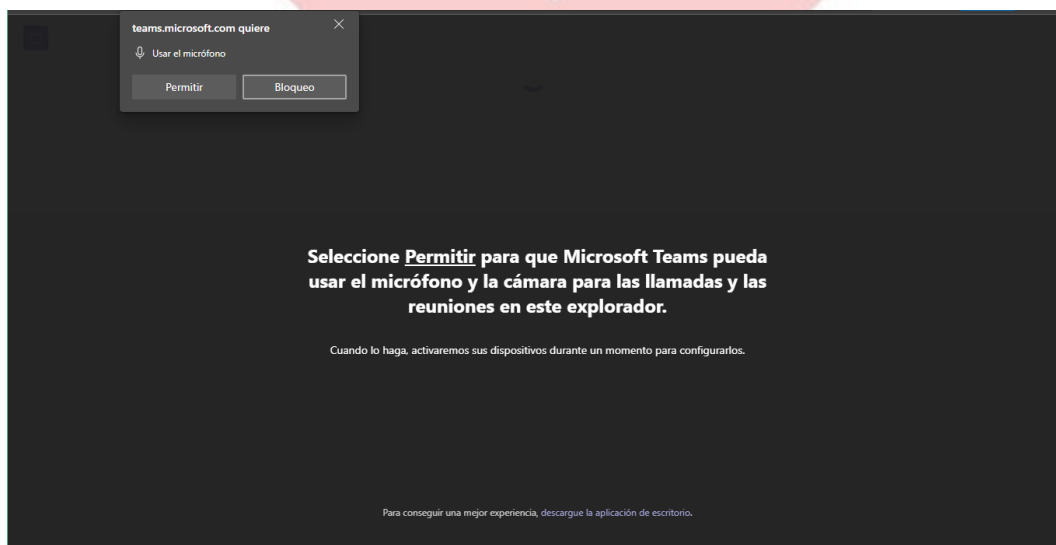 teams.microsoft.com quiere
Usar el micrófono
Permitir Bloqueo
Seleccione Permitir para que Microsoft Teams pueda
usar el micrófono y la cámara para las llamadas y las
reuniones en este explorador.
Cuando lo haga, activaremos sus dispositivos durante un momento para configurarlos.
Para conseguir una mejor experiencia, descargue la aplicación de escritorio.